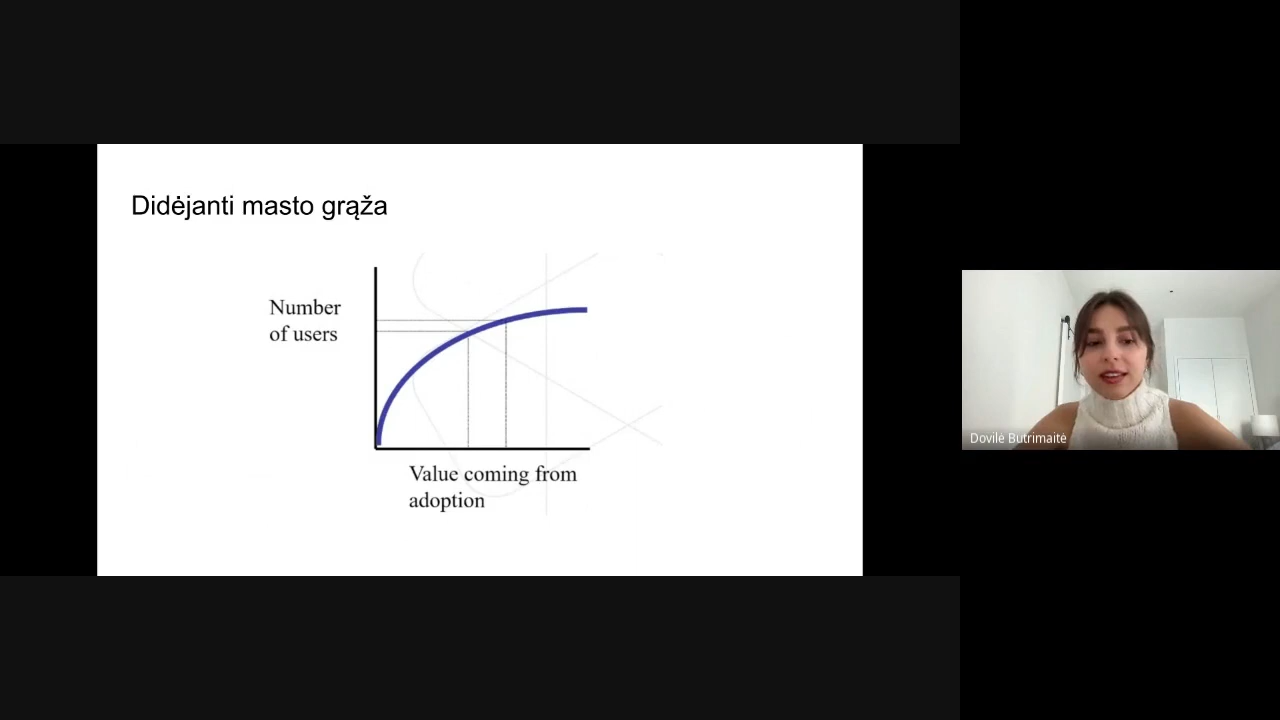 Didėjanti masto grąža
Number
of users
Value coming from
adoption
Dovilė Butrimaitė